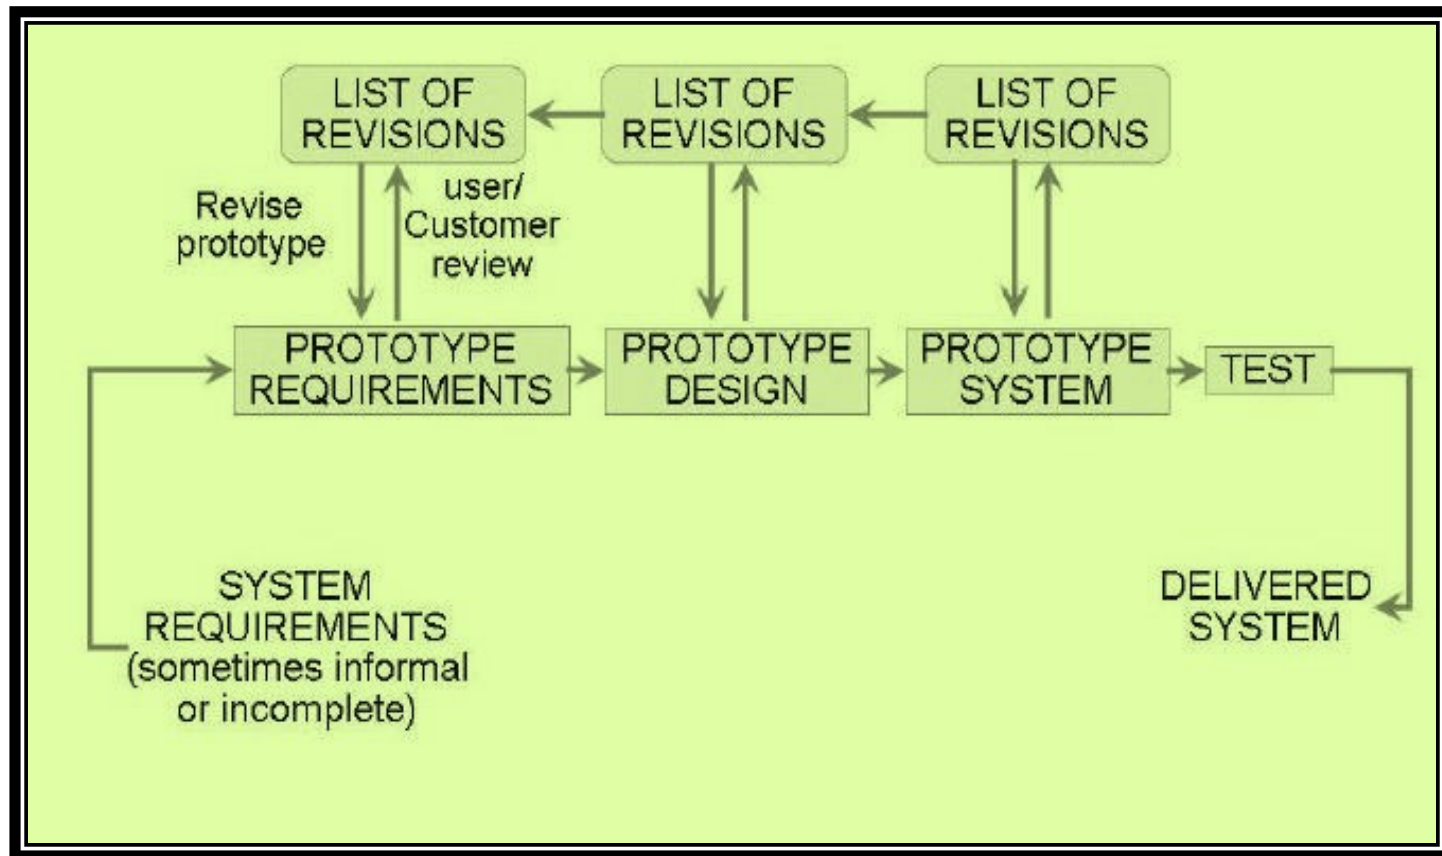 LIST OF
REVISIONS
LIST OF
REVISIONS
LIST OF
REVISIONS
Revise
prototype
user/
Customer
review
PROTOTYPE
REQUIREMENTS
PROTOTYPE
DESIGN
PROTOTYPE
SYSTEM
TEST
SYSTEM
REQUIREMENTS
(sometimes informal
or incomplete)
DELIVERED
SYSTEM